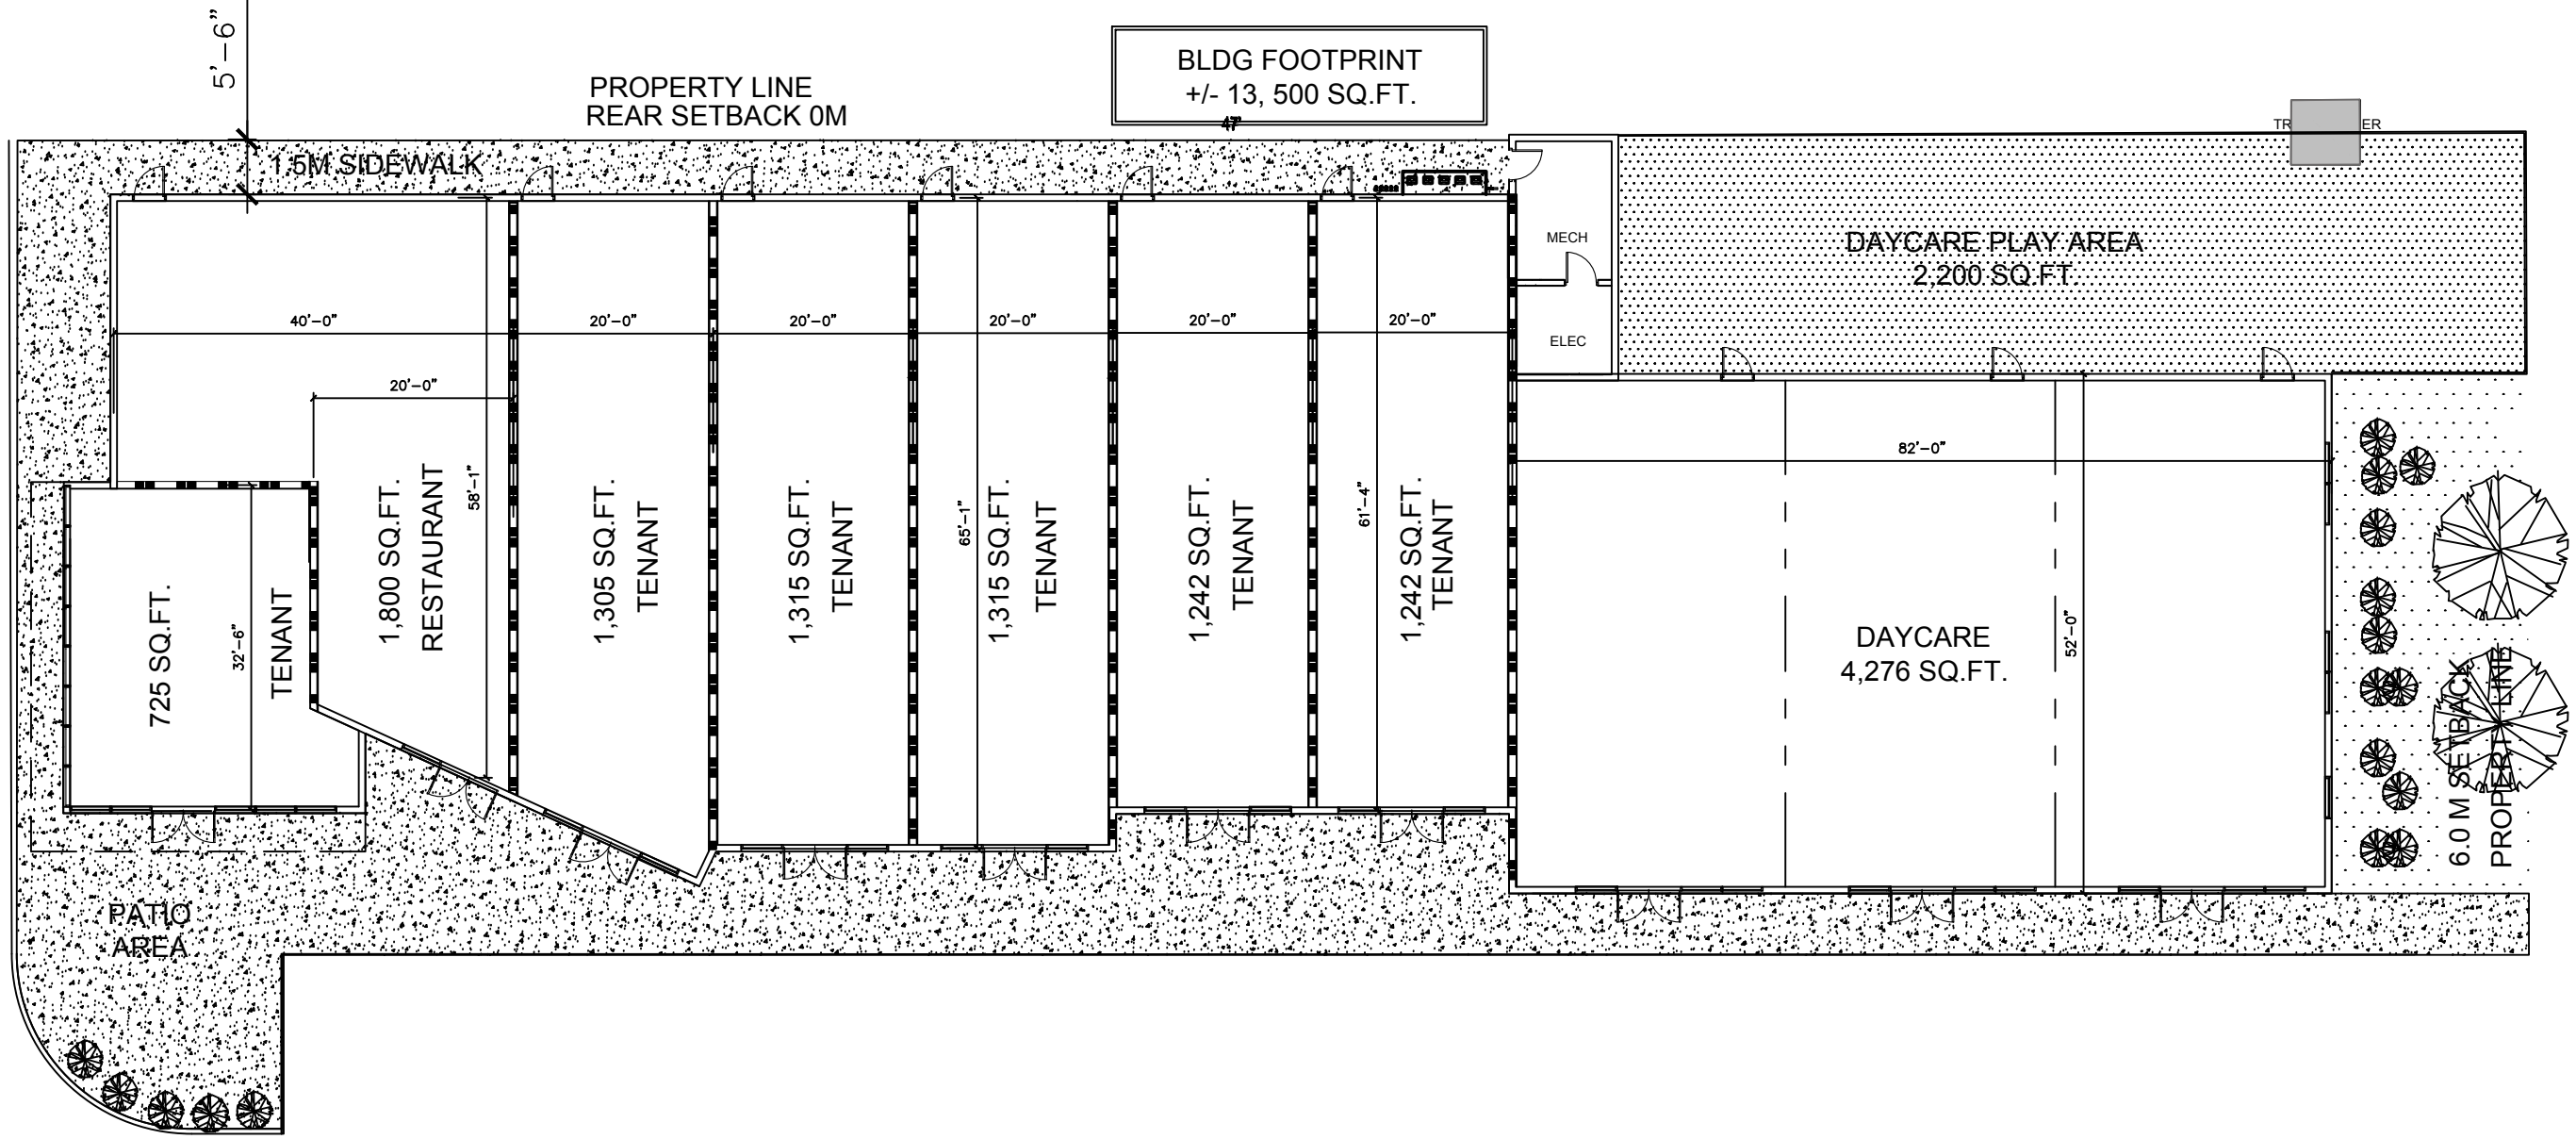 5'-6"
BLDG FOOTPRINT
+/- 13, 500 SQ.FT.
47'
PROPERTY LINE
REAR SETBACK 0M
1.5M SIDEWALK
TR ER
MECH
ELEC
DAYCARE PLAY AREA
2,200 SQ.FT.
40'-0"
20'-0"
20'-0"
20'-0"
20'-0"
20'-0"
20'-0"
82'-0"
725 SQ.FT.
TENANT
32'-6"
1,800 SQ.FT.
RESTAURANT
58'-1"
1,305 SQ.FT.
TENANT
1,315 SQ.FT.
TENANT
65'-1"
1,315 SQ.FT.
TENANT
1,242 SQ.FT.
TENANT
61'-4"
1,242 SQ.FT.
TENANT
DAYCARE
4,276 SQ.FT.
52'-0"
6.0 M SETBACK
PROPERTY LINE
PATIO
AREA